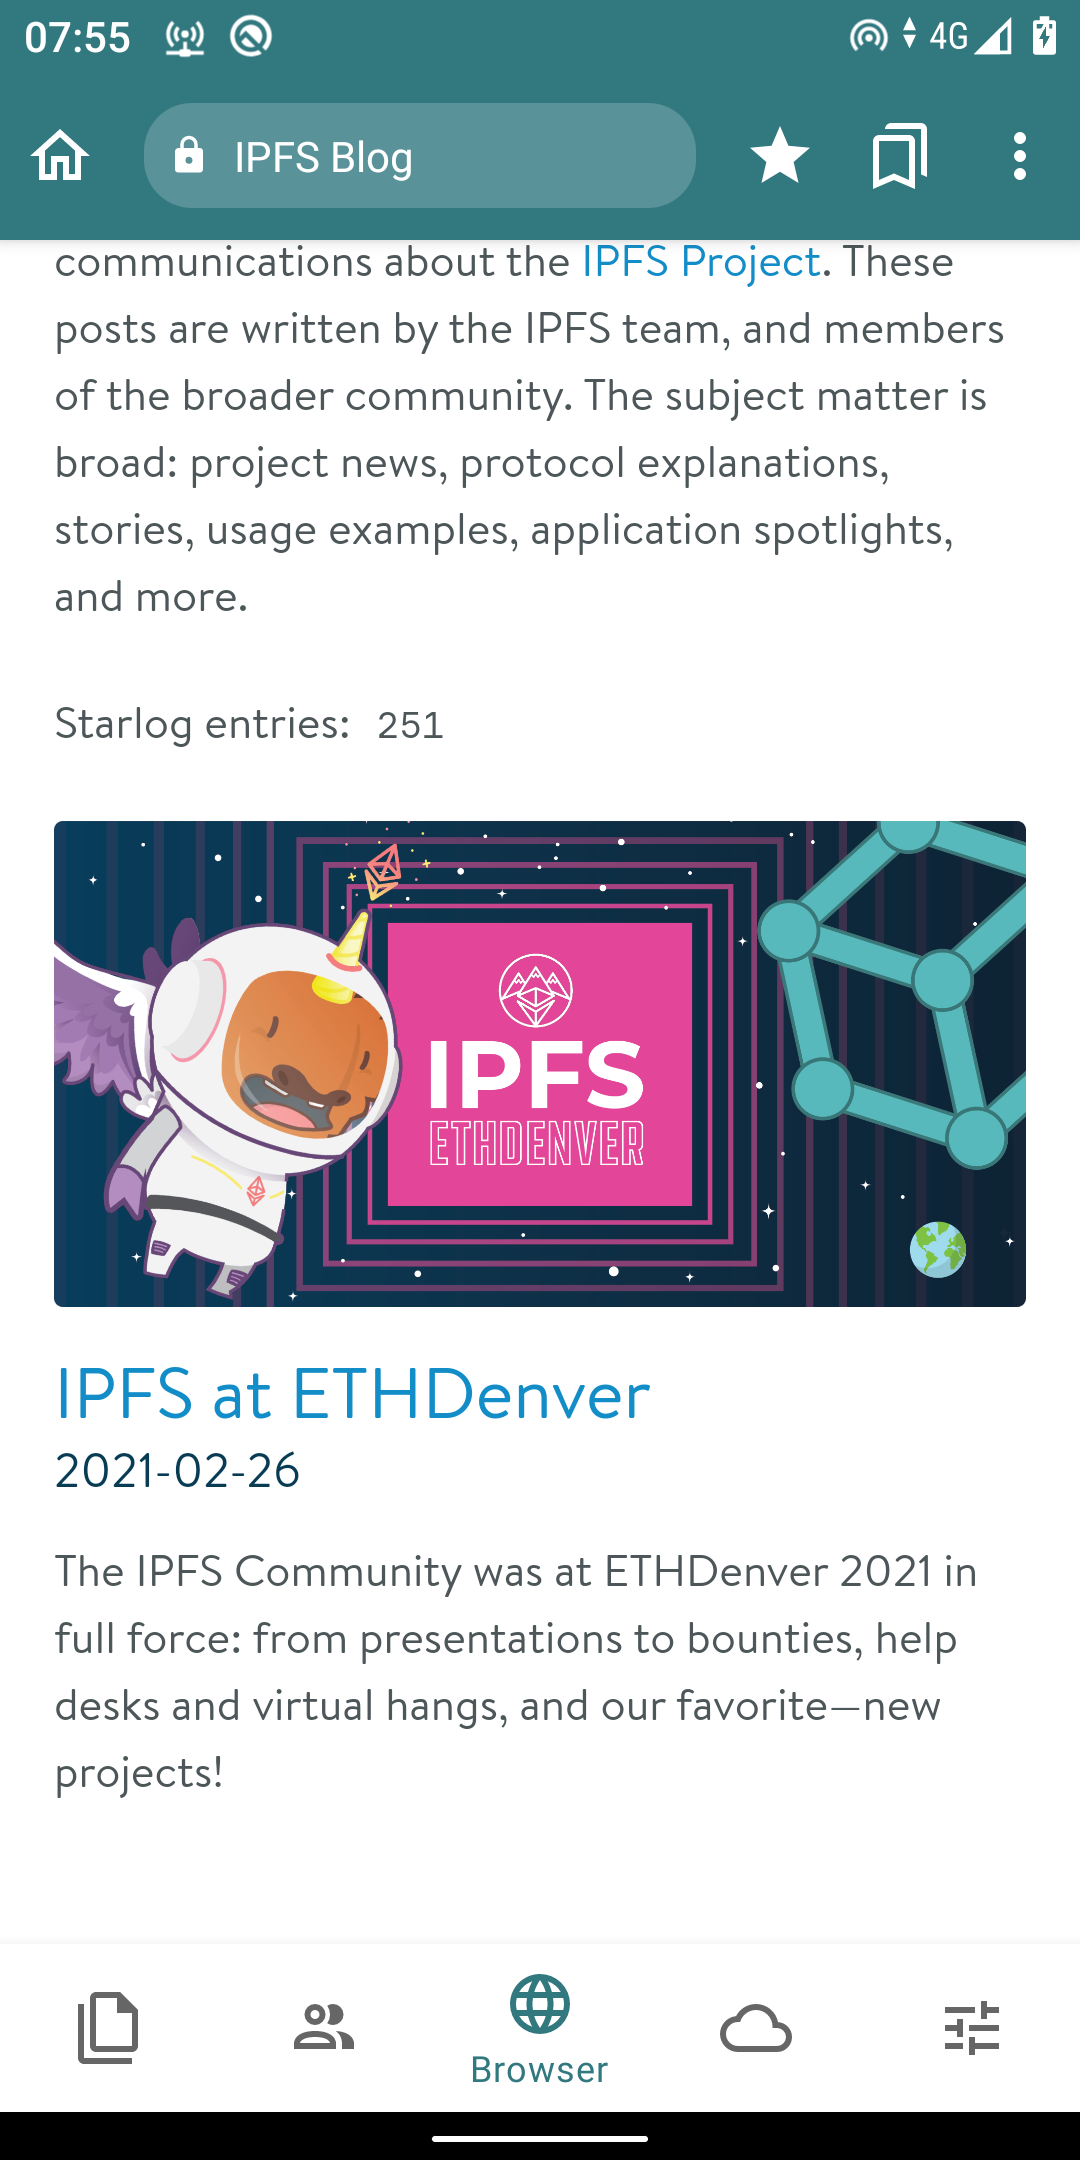 07:55
4G
IPFS Blog
communications about the IPFS Project. These
posts are written by the IPFS team, and members
of the broader community. The subject matter is
broad: project news, protocol explanations,
stories, usage examples, application spotlights,
and more.
Starlog entries: 251
IPFS
ETHDENVER
IPFS at ETHDenver
2021-02-26
The IPFS Community was at ETHDenver 2021 in
full force: from presentations to bounties, help
desks and virtual hangs, and our favorite—new
projects!
Browser